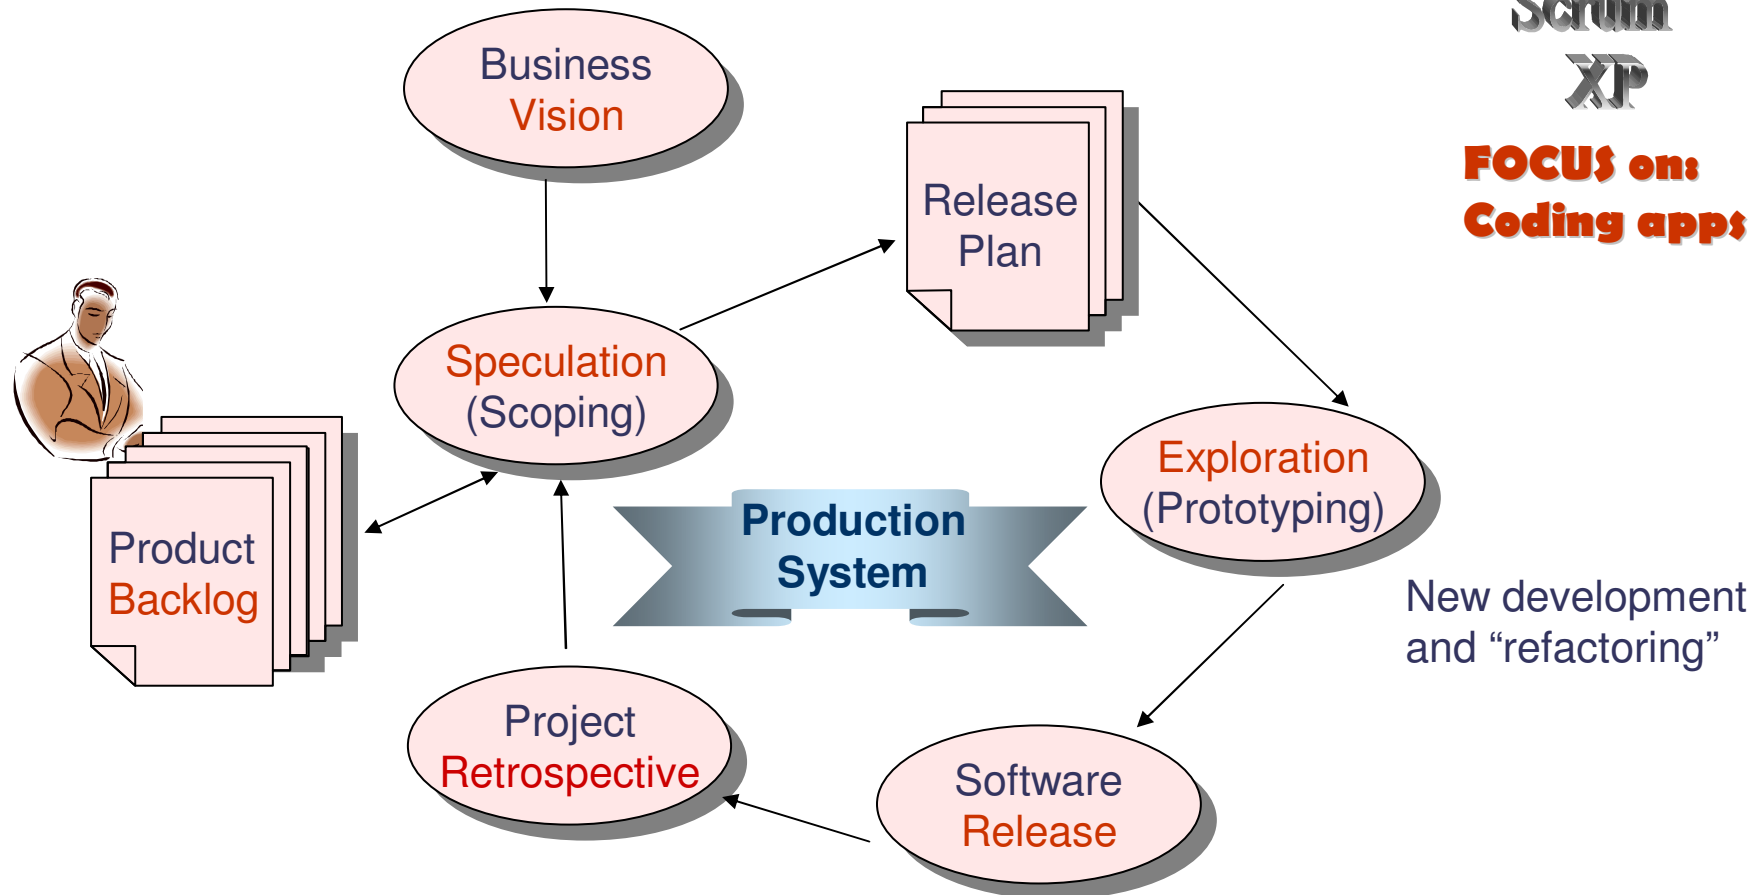 Scrum
XP
FOCUS on:
Coding apps
Business
Vision
Release
Plan
Speculation
(Scoping)
Exploration
(Prototyping)
Production
System
Product
Backlog
New development
and “refactoring”
Project
Retrospective
Software
Release